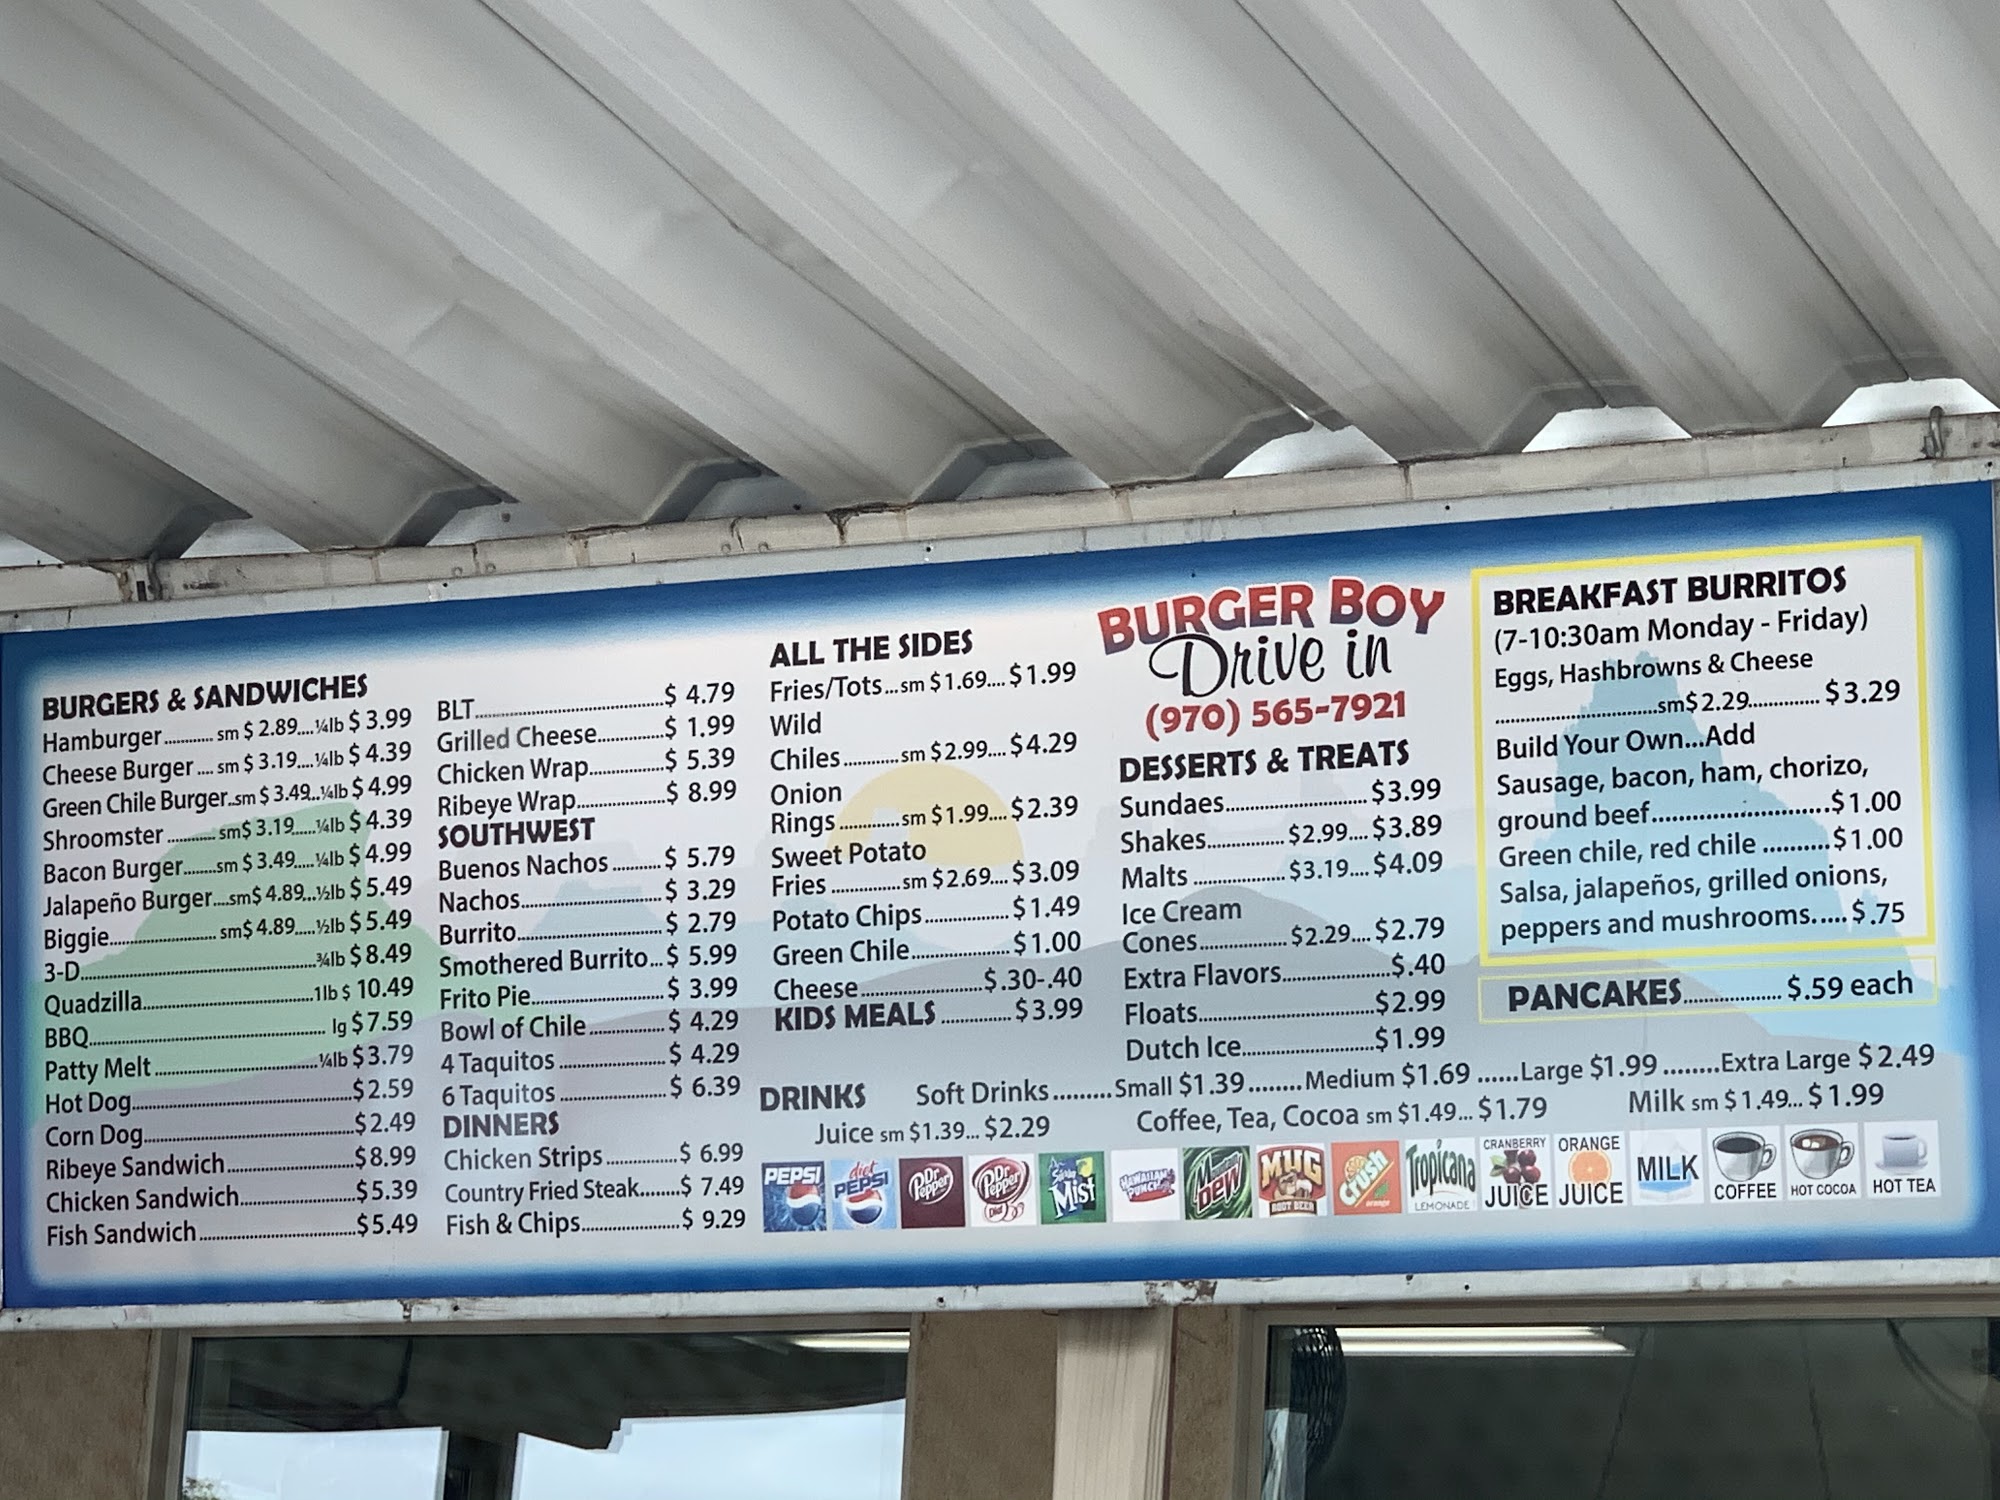 BURGERS & SANDWICHES
Hamburger........... sm $ 2.89....¼lb $ 3.99
Cheese Burger .... sm $ 3.19....¼lb $ 4.39
Green Chile Burger..sm $ 3.49...¼lb $ 4.99
Shroomster ........... sm$ 3.19.....¼lb $ 4.39
Bacon Burger.......sm $ 3.49....¼lb $ 4.99
Jalapeño Burger....sm$ 4.89...½lb $ 5.49
Biggie......................... sm$ 4.89....½lb $ 5.49
3-D.......................................................¾lb $ 8.49
Quadzilla.......................................1lb $ 10.49
BBQ...................................................... lg $ 7.59
Patty Melt .....................................¼lb $ 3.79
Hot Dog....................................................$2.59
Corn Dog..................................................$2.49
Ribeye Sandwich..............................$8.99
Chicken Sandwich...........................$5.39
Fish Sandwich.....................................$5.49
BLT............................................$ 4.79
Grilled Cheese...............$ 1.99
Chicken Wrap.................$ 5.39
Ribeye Wrap....................$ 8.99
SOUTHWEST
Buenos Nachos ..........$ 5.79
Nachos................................$ 3.29
Burrito.................................$ 2.79
Smothered Burrito...$ 5.99
Frito Pie..............................$ 3.99
Bowl of Chile .................$ 4.29
4 Taquitos ........................$ 4.29
6 Taquitos ........................$ 6.39
DINNERS
Chicken Strips................$ 6.99
Country Fried Steak........$ 7.49
Fish & Chips......................$ 9.29
ALL THE SIDES
Fries/Tots...sm $1.69....$1.99
Wild
Chiles............sm $2.99....$4.29
Onion
Rings.............sm $1.99....$2.39
Sweet Potato
Fries ...............sm $2.69....$3.09
Potato Chips..................$1.49
Green Chile.....................$1.00
Cheese..........................$.30-.40
KIDS MEALS ..............$3.99
BURGER BOY
Drive in
(970) 565-7921
DESSERTS & TREATS
Sundaes.............................$3.99
Shakes................$2.99....$3.89
Malts ...................$3.19....$4.09
Ice Cream
Cones..................$2.29....$2.79
Extra Flavors......................$.40
Floats....................................$2.99
Dutch Ice...........................$1.99
BREAKFAST BURRITOS
(7-10:30am Monday - Friday)
Eggs, Hashbrowns & Cheese
................................sm$2.29.............. $3.29
Build Your Own...Add
Sausage, bacon, ham, chorizo,
ground beef.........................$1.00
Green chile, red chile ..........$1.00
Salsa, jalapeños, grilled onions,
peppers and mushrooms.....$.75
PANCAKES.................. $.59 each
DRINKS Soft Drinks.........Small $1.39........Medium $1.69 ......Large $1.99 ........Extra Large $2.49
Juice sm $1.39... $2.29 Coffee, Tea, Cocoa sm $1.49... $1.79 Milk sm $1.49... $1.99
PEPSI
diet PEPSI
Dr Pepper
Dr Pepper Diet
Sierra Mist
HAWAIIAN PUNCH
Mountain Dew
MUG ROOT BEER
Crush orange
Tropicana LEMONADE
CRANBERRY JUICE
ORANGE JUICE
MILK
COFFEE
HOT COCOA
HOT TEA